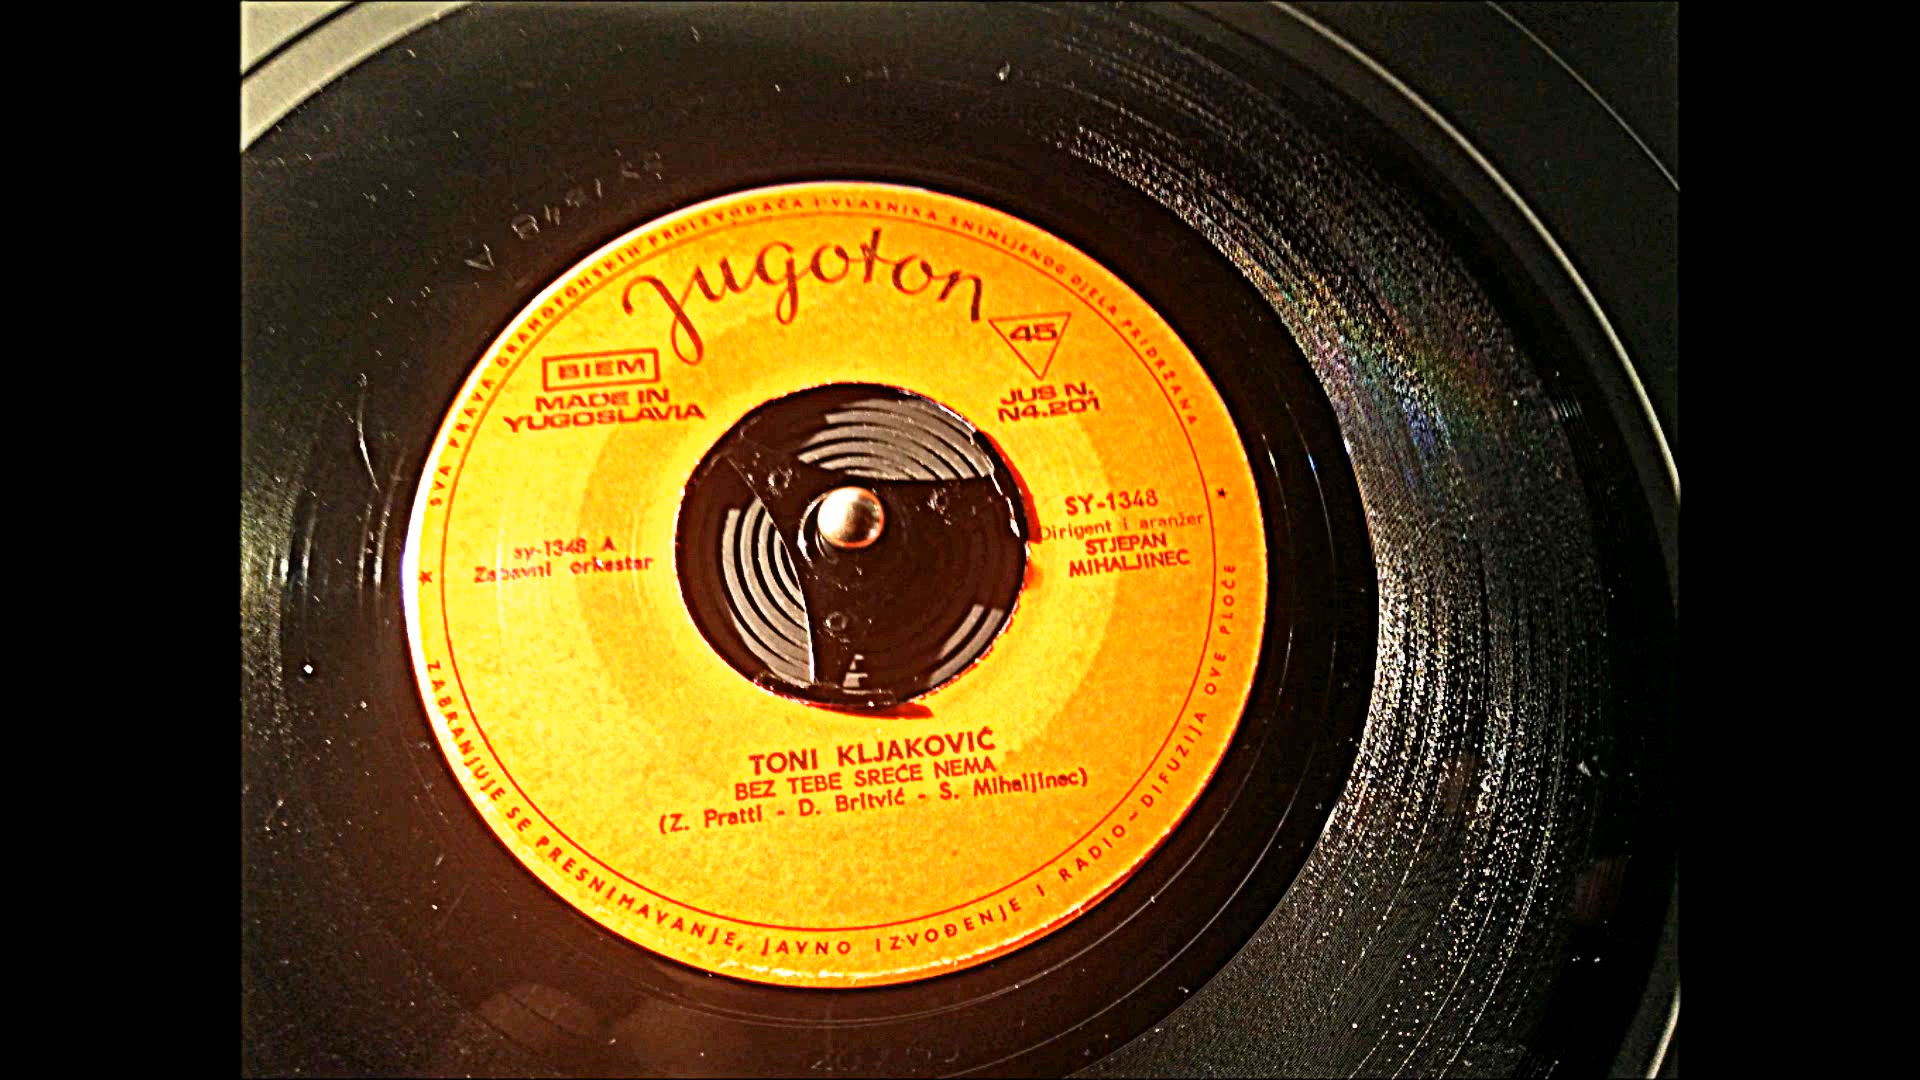 SVA PRAVA GRAMOFONSKIH PROIZVOĐAČA I VLASNIKA SNIMLJENOG DJELA PRIDRŽANA
Jugoton
BIEM
MADE IN
YUGOSLAVIA
45
JUS N.
N4.201
sy-1348 A
Zabavni orkestar
SY-1348
Dirigent i aranžer
STJEPAN
MIHALJINEC
TONI KLJAKOVIĆ
BEZ TEBE SREĆE NEMA
(Z. Pratti - D. Britvić - S. Mihaljinec)
ZABRANJUJE SE PRESNIMAVANJE, JAVNO IZVOĐENJE I RADIO-DIFUZIJA OVE PLOČE